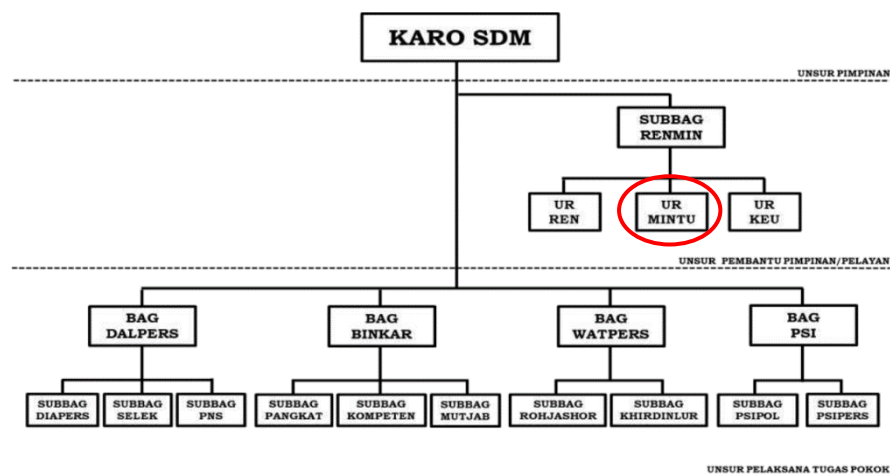 KARO SDM
UNSUR PIMPINAN
SUBBAG
RENMIN
UR
REN
UR
MINTU
UR
KEU
UNSUR PEMBANTU PIMPINAN/PELAYAN
BAG
DALPERS
BAG
BINKAR
BAG
WATPERS
BAG
PSI
SUBBAG
DIAPERS
SUBBAG
SELEK
SUBBAG
PNS
SUBBAG
PANGKAT
SUBBAG
KOMPETEN
SUBBAG
MUTJAB
SUBBAG
ROHJASHOR
SUBBAG
KHIRDINLUR
SUBBAG
PSIPOL
SUBBAG
PSIPERS
UNSUR PELAKSANA TUGAS POKOK